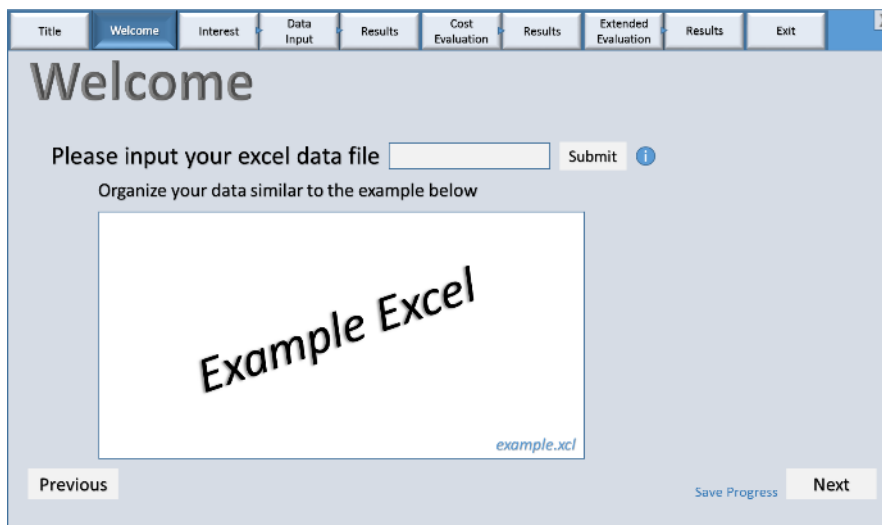 Title Welcome Interest Data Input Results Cost Evaluation Results Extended Evaluation Results Exit
Welcome
Please input your excel data file Submit i
Organize your data similar to the example below
Example Excel
example.xcl
Previous Save Progress Next